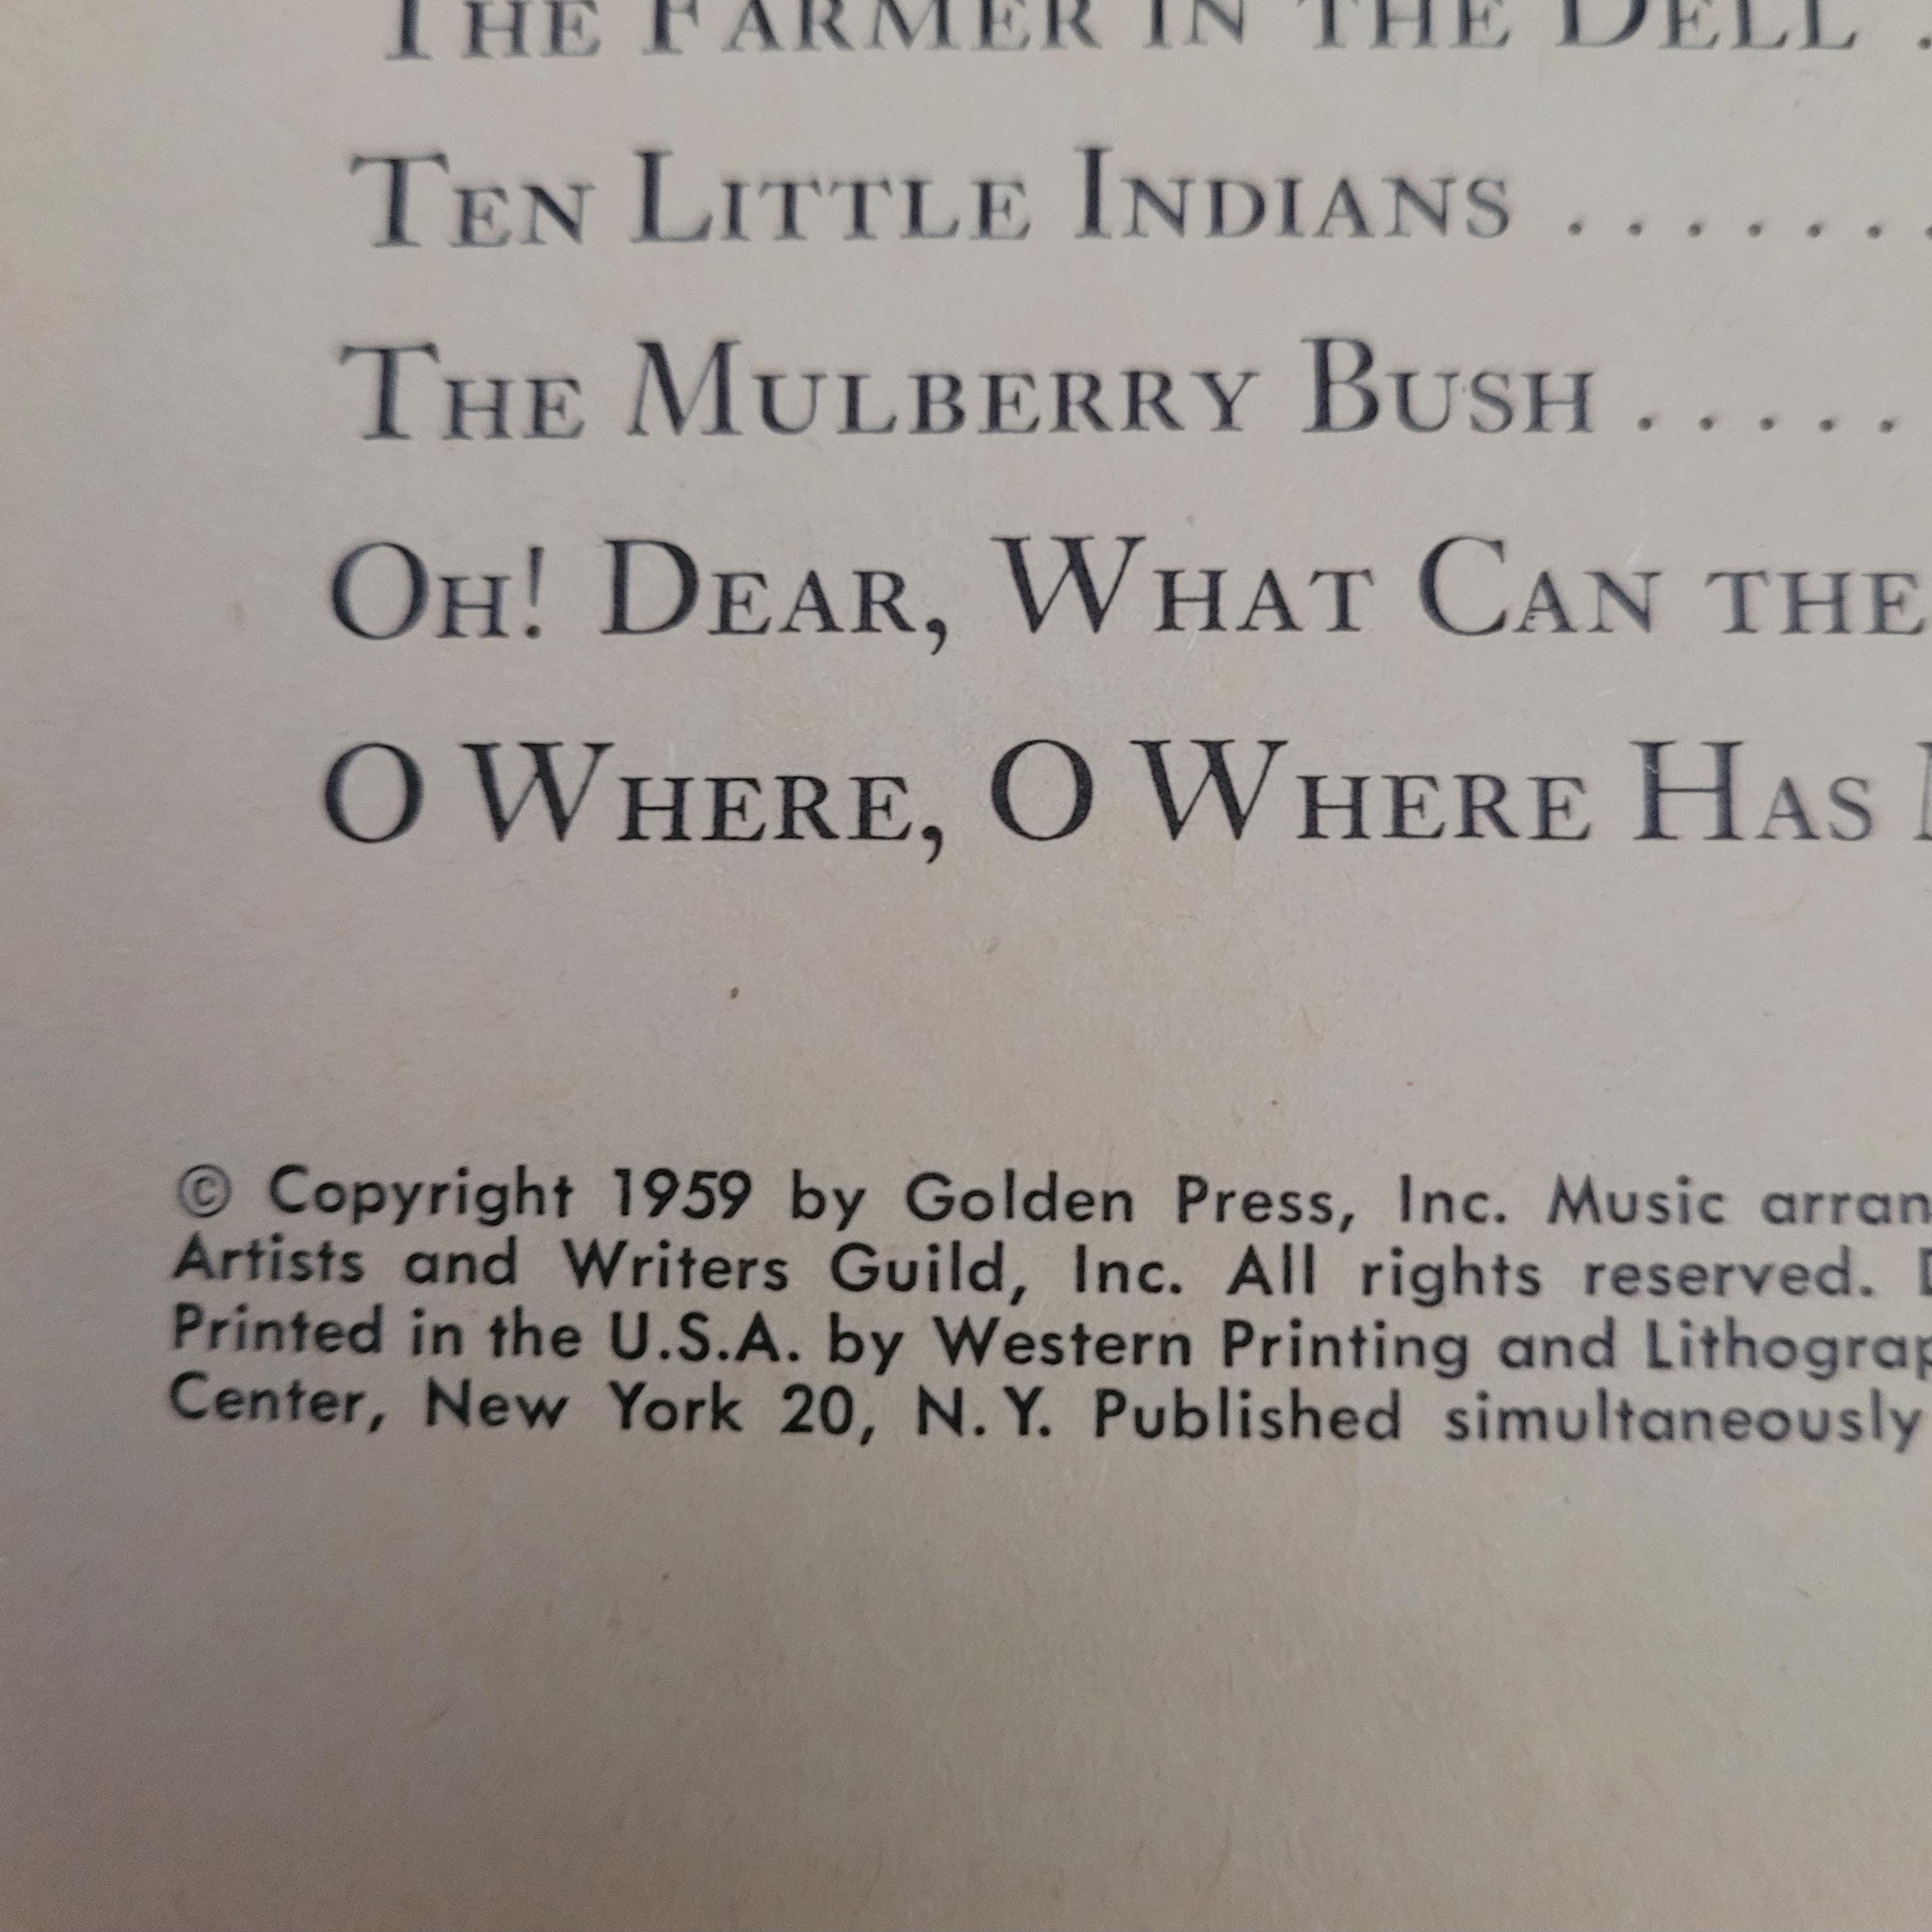 THE FARMER IN THE DELL .
TEN LITTLE INDIANS . . . . . . .
THE MULBERRY BUSH . . . . .
OH! DEAR, WHAT CAN THE
O WHERE, O WHERE HAS
© Copyright 1959 by Golden Press, Inc. Music arran
Artists and Writers Guild, Inc. All rights reserved.
Printed in the U.S.A. by Western Printing and Lithograp
Center, New York 20, N.Y. Published simultaneously